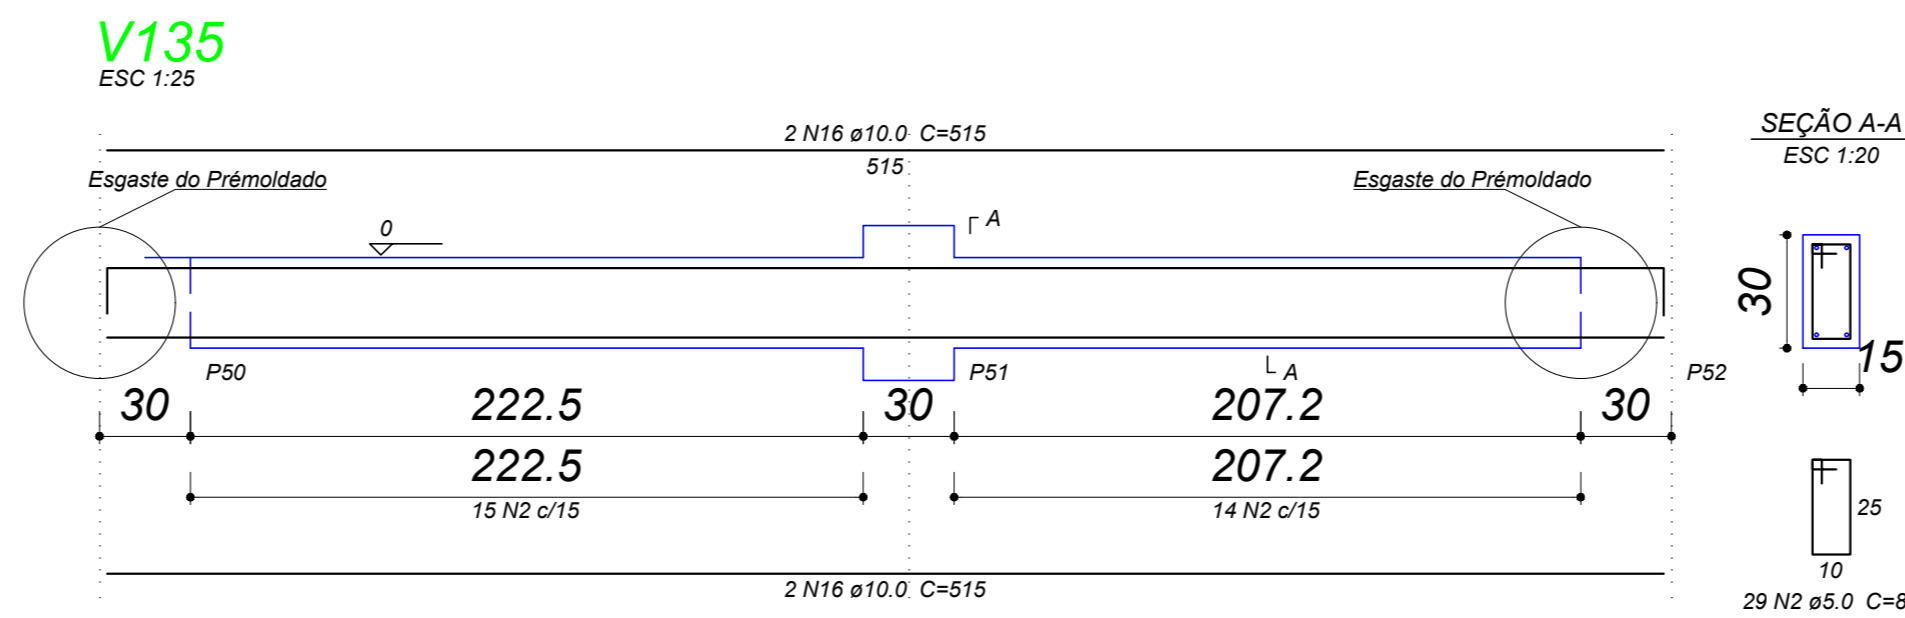 V135
ESC 1:25
2 N16 ø10.0 C=515
515
SEÇÃO A-A
ESC 1:20
Esgaste do Prémoldado
Esgaste do Prémoldado
0
A
30
15
P50
P51
A
P52
30
222.5
30
207.2
30
222.5
207.2
15 N2 c/15
14 N2 c/15
25
10
2 N16 ø10.0 C=515
29 N2 ø5.0 C=8